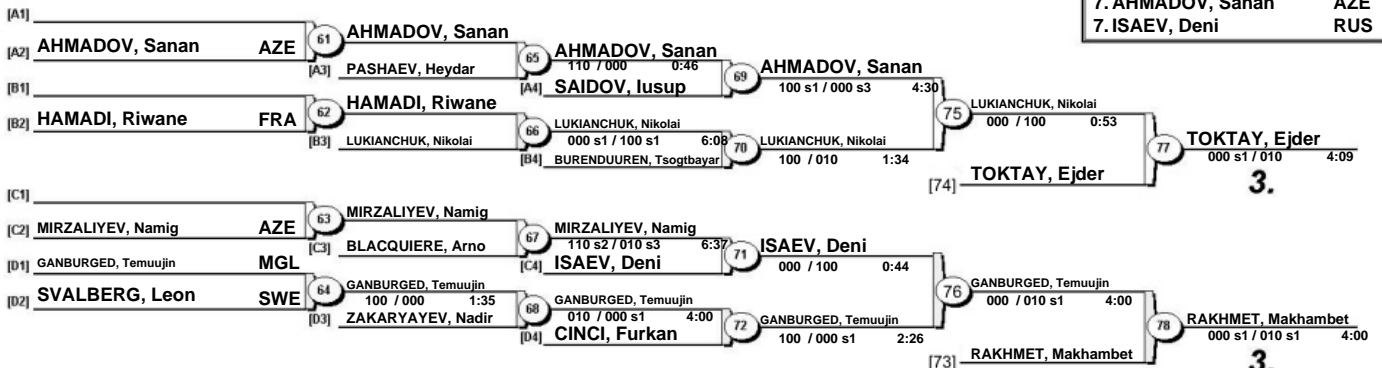 7. AHMADOV, Sanan AZE
7. ISAEV, Deni RUS
[A1]
[A2] AHMADOV, Sanan AZE
61
AHMADOV, Sanan
[A3] PASHAEV, Heydar
65
AHMADOV, Sanan
110 / 000 0:46
[A4] SAIDOV, Iusup
69
AHMADOV, Sanan
100 s1 / 000 s3 4:30
[B1]
[B2] HAMADI, Riwane FRA
62
HAMADI, Riwane
[B3] LUKIANCHUK, Nikolai
66
LUKIANCHUK, Nikolai
000 s1 / 100 s1 6:08
[B4] BURENDUUREN, Tsogtbayar
70
LUKIANCHUK, Nikolai
100 / 010 1:34
75
LUKIANCHUK, Nikolai
000 / 100 0:53
[74] TOKTAY, Ejder
77
TOKTAY, Ejder
000 s1 / 010 4:09
3.
[C1]
[C2] MIRZALIYEV, Namig AZE
63
MIRZALIYEV, Namig
[C3] BLACQUIERE, Arno
67
MIRZALIYEV, Namig
110 s2 / 010 s3 6:37
[C4] ISAEV, Deni
71
ISAEV, Deni
000 / 100 0:44
[D1] GANBURGED, Temuujin MGL
[D2] SVALBERG, Leon SWE
64
GANBURGED, Temuujin
100 / 000 1:35
[D3] ZAKARYAYEV, Nadir
68
GANBURGED, Temuujin
010 / 000 s1 4:00
[D4] CINCI, Furkan
72
GANBURGED, Temuujin
100 / 000 s1 2:26
76
GANBURGED, Temuujin
000 / 010 s1 4:00
[73] RAKHMET, Makhambet
78
RAKHMET, Makhambet
000 s1 / 010 s1 4:00
3.